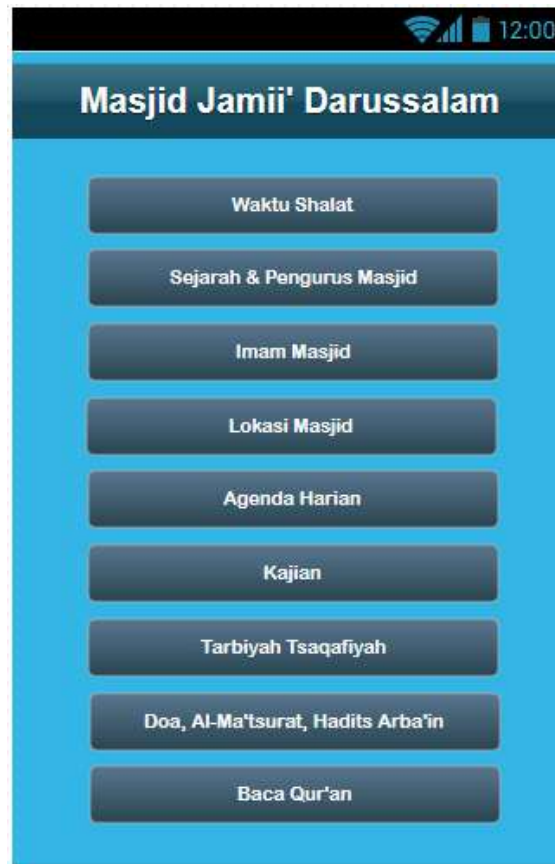 12:00
Masjid Jamii' Darussalam
Waktu Shalat
Sejarah & Pengurus Masjid
Imam Masjid
Lokasi Masjid
Agenda Harian
Kajian
Tarbiyah Tsaqafiyah
Doa, Al-Ma'tsurat, Hadits Arba'in
Baca Qur'an